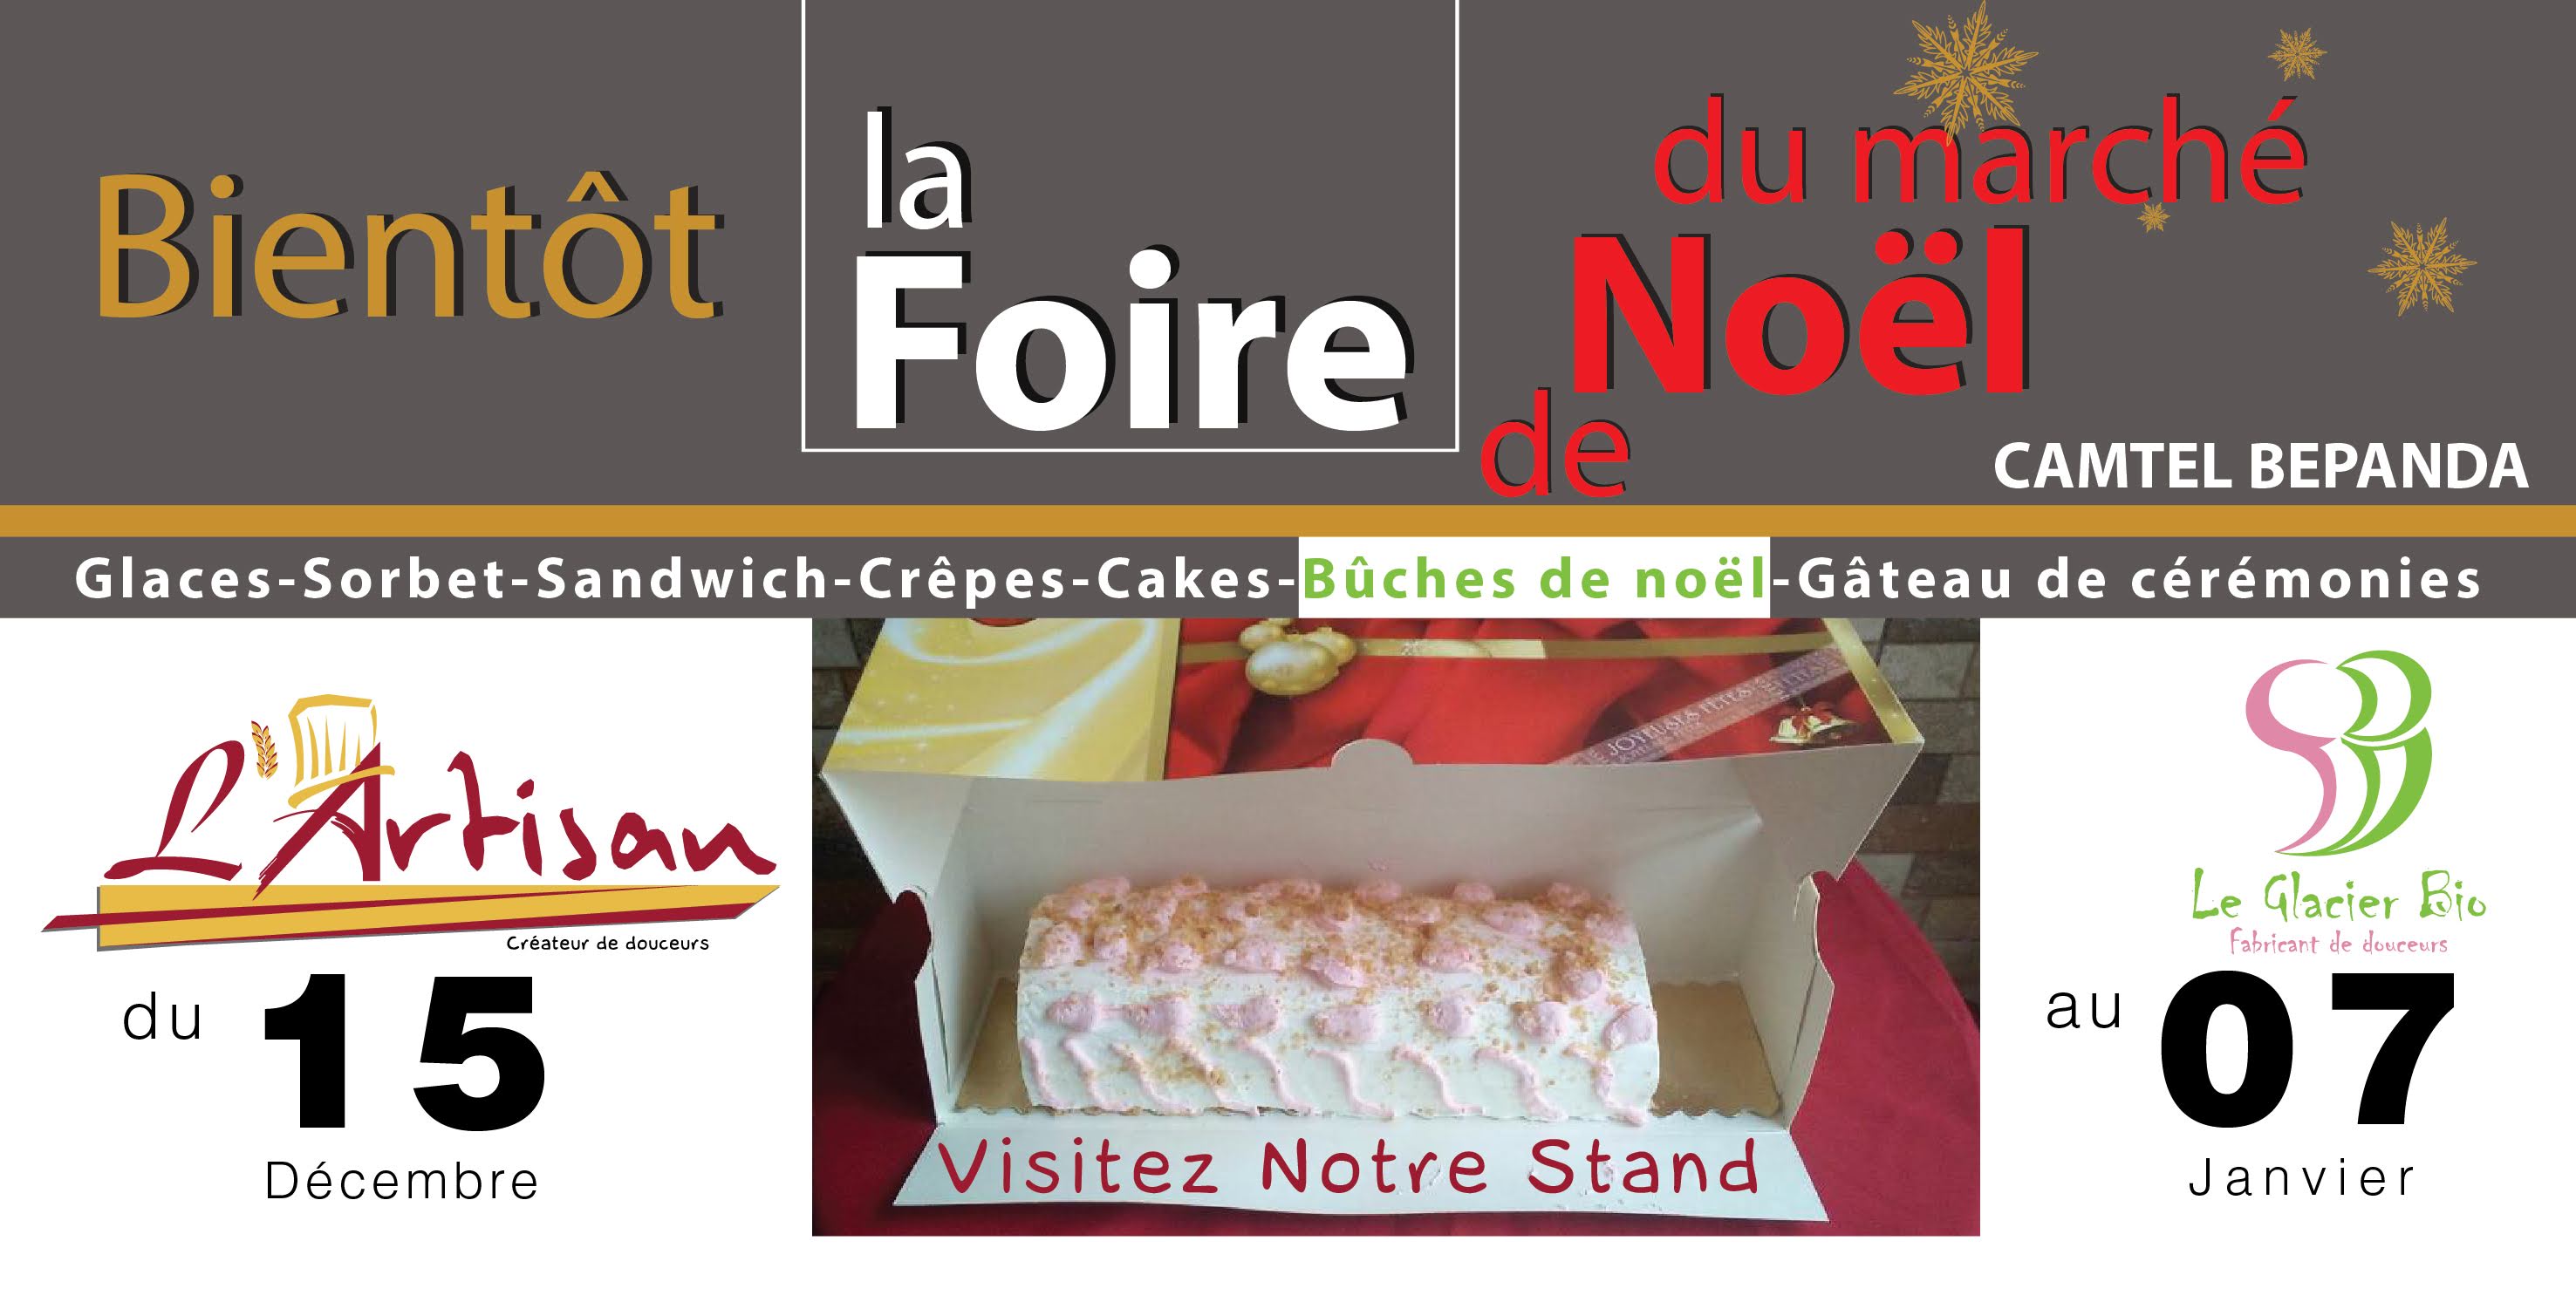 Bientôt
la
Foire
du marché
de Noël
CAMTEL BEPANDA
Glaces-Sorbet-Sandwich-Crêpes-Cakes-Bûches de noël-Gâteau de cérémonies
L'Artisan
Créateur de douceurs
du 15
Décembre
JOYEUSES FÊTES
Visitez Notre Stand
Le Glacier Bio
Fabricant de douceurs
au 07
Janvier